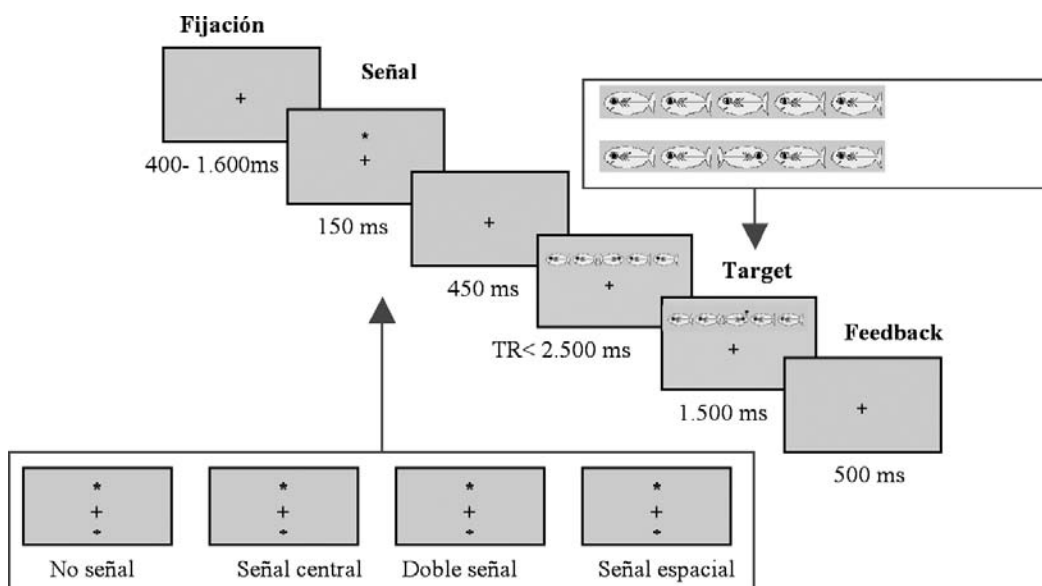 Fijación
Señal
400- 1.600ms
150 ms
450 ms
Target
TR< 2.500 ms
Feedback
1.500 ms
500 ms
No señal
Señal central
Doble señal
Señal espacial